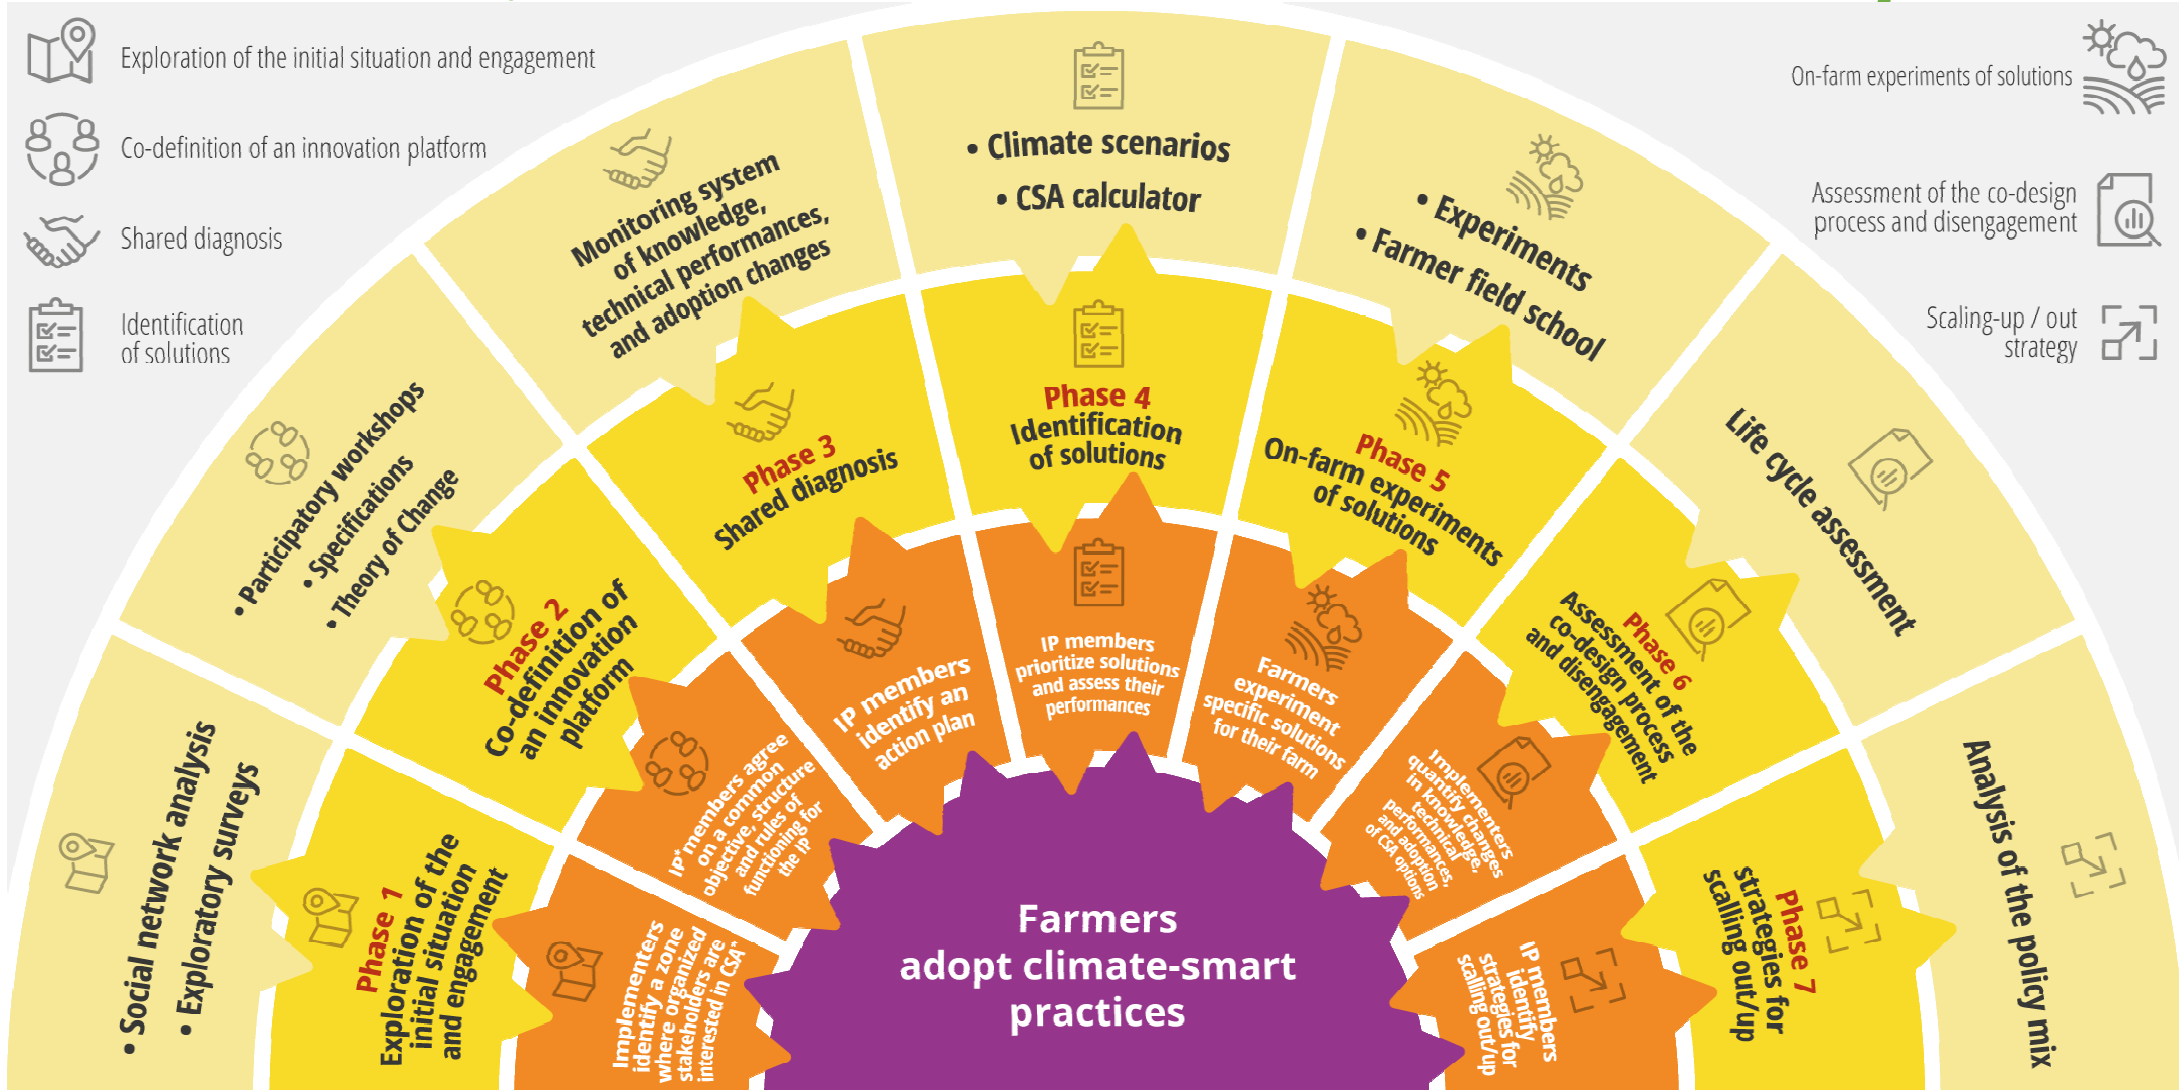 Exploration of the initial situation and engagement
Co-definition of an innovation platform
Shared diagnosis
Identification
of solutions
On-farm experiments of solutions
Assessment of the co-design
process and disengagement
Scaling-up / out
strategy
• Social network analysis
• Exploratory surveys
• Participatory workshops
• Specifications
• Theory of Change
Monitoring system
of knowledge,
technical performances,
and adoption changes
• Climate scenarios
• CSA calculator
• Experiments
• Farmer field school
Life cycle assessment
Analysis of the policy mix
Phase 1
Exploration of the
initial situation
and engagement
Phase 2
Co-definition of
an innovation
platform
Phase 3
Shared diagnosis
Phase 4
Identification
of solutions
Phase 5
On-farm experiments
of solutions
Phase 6
Assessment of the
co-design process
and disengagement
Phase 7
strategies for
scalling out/up
Implementers
identify a zone
where organized
stakeholders are
interested in CSA*
IP* members agree
on a common
objective, structure
and rules of
functioning for
the IP
IP members
identify an
action plan
IP members
prioritize solutions
and assess their
performances
Farmers
experiment
specific solutions
for their farm
Implementers
quantify changes
in knowledge,
technical
performances,
and adoption
of CSA options
IP members
identify
strategies for
scalling out/up
Farmers
adopt climate-smart
practices